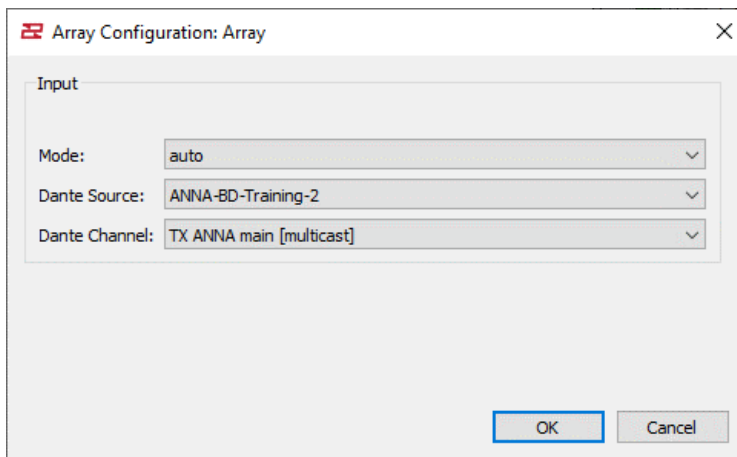 Array Configuration: Array
Input
Mode: auto
Dante Source: ANNA-BD-Training-2
Dante Channel: TX ANNA main [multicast]
OK Cancel